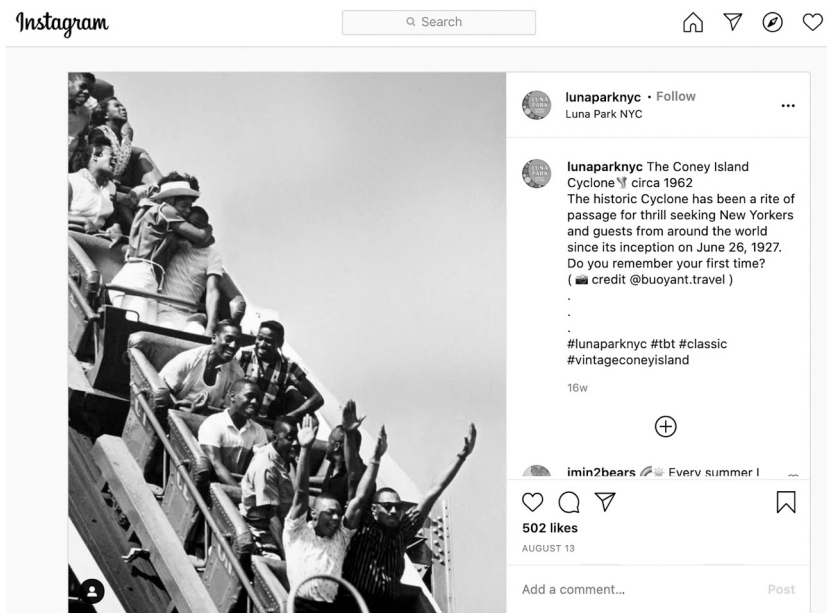 Instagram
Search
lunaparknyc • Follow
Luna Park NYC
lunaparknyc The Coney Island
Cyclone🎢 circa 1962
The historic Cyclone has been a rite of
passage for thrill seeking New Yorkers
and guests from around the world
since its inception on June 26, 1927.
Do you remember your first time?
( 📸 credit @buoyant.travel )
.
.
.
#lunaparknyc #tbt #classic
#vintageconeyisland
16w
imin2bears 🌈☀️ Every summer I
502 likes
AUGUST 13
Add a comment...
Post